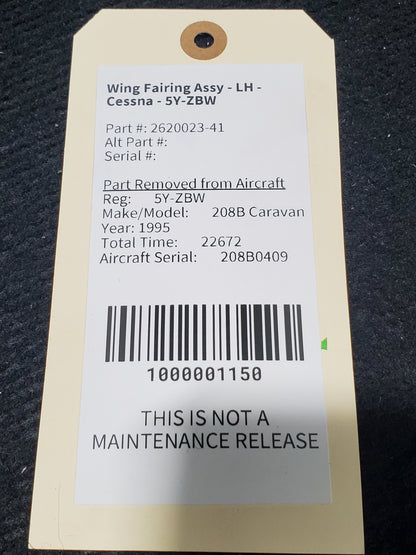 Wing Fairing Assy - LH -
Cessna - 5Y-ZBW
Part #: 2620023-41
Alt Part #:
Serial #:
Part Removed from Aircraft
Reg: 5Y-ZBW
Make/Model: 208B Caravan
Year: 1995
Total Time: 22672
Aircraft Serial: 208B0409
1000001150
THIS IS NOT A
MAINTENANCE RELEASE